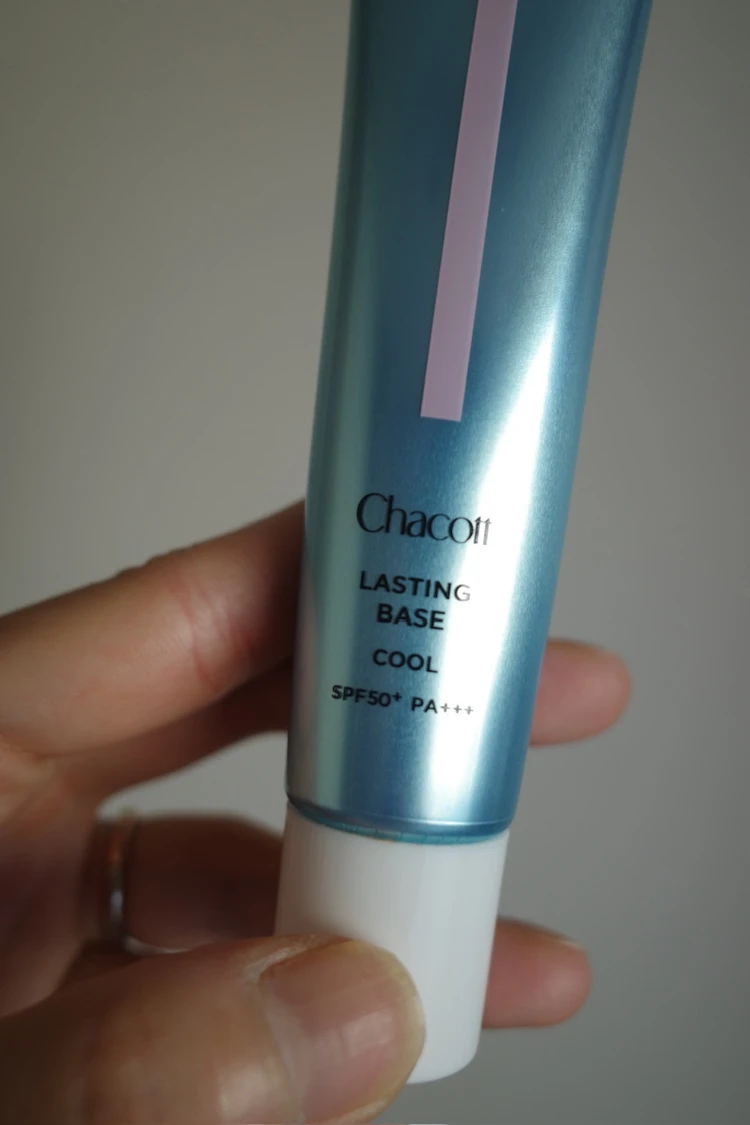 Chacott
LASTING
BASE
COOL
SPF50⁺ PA+++